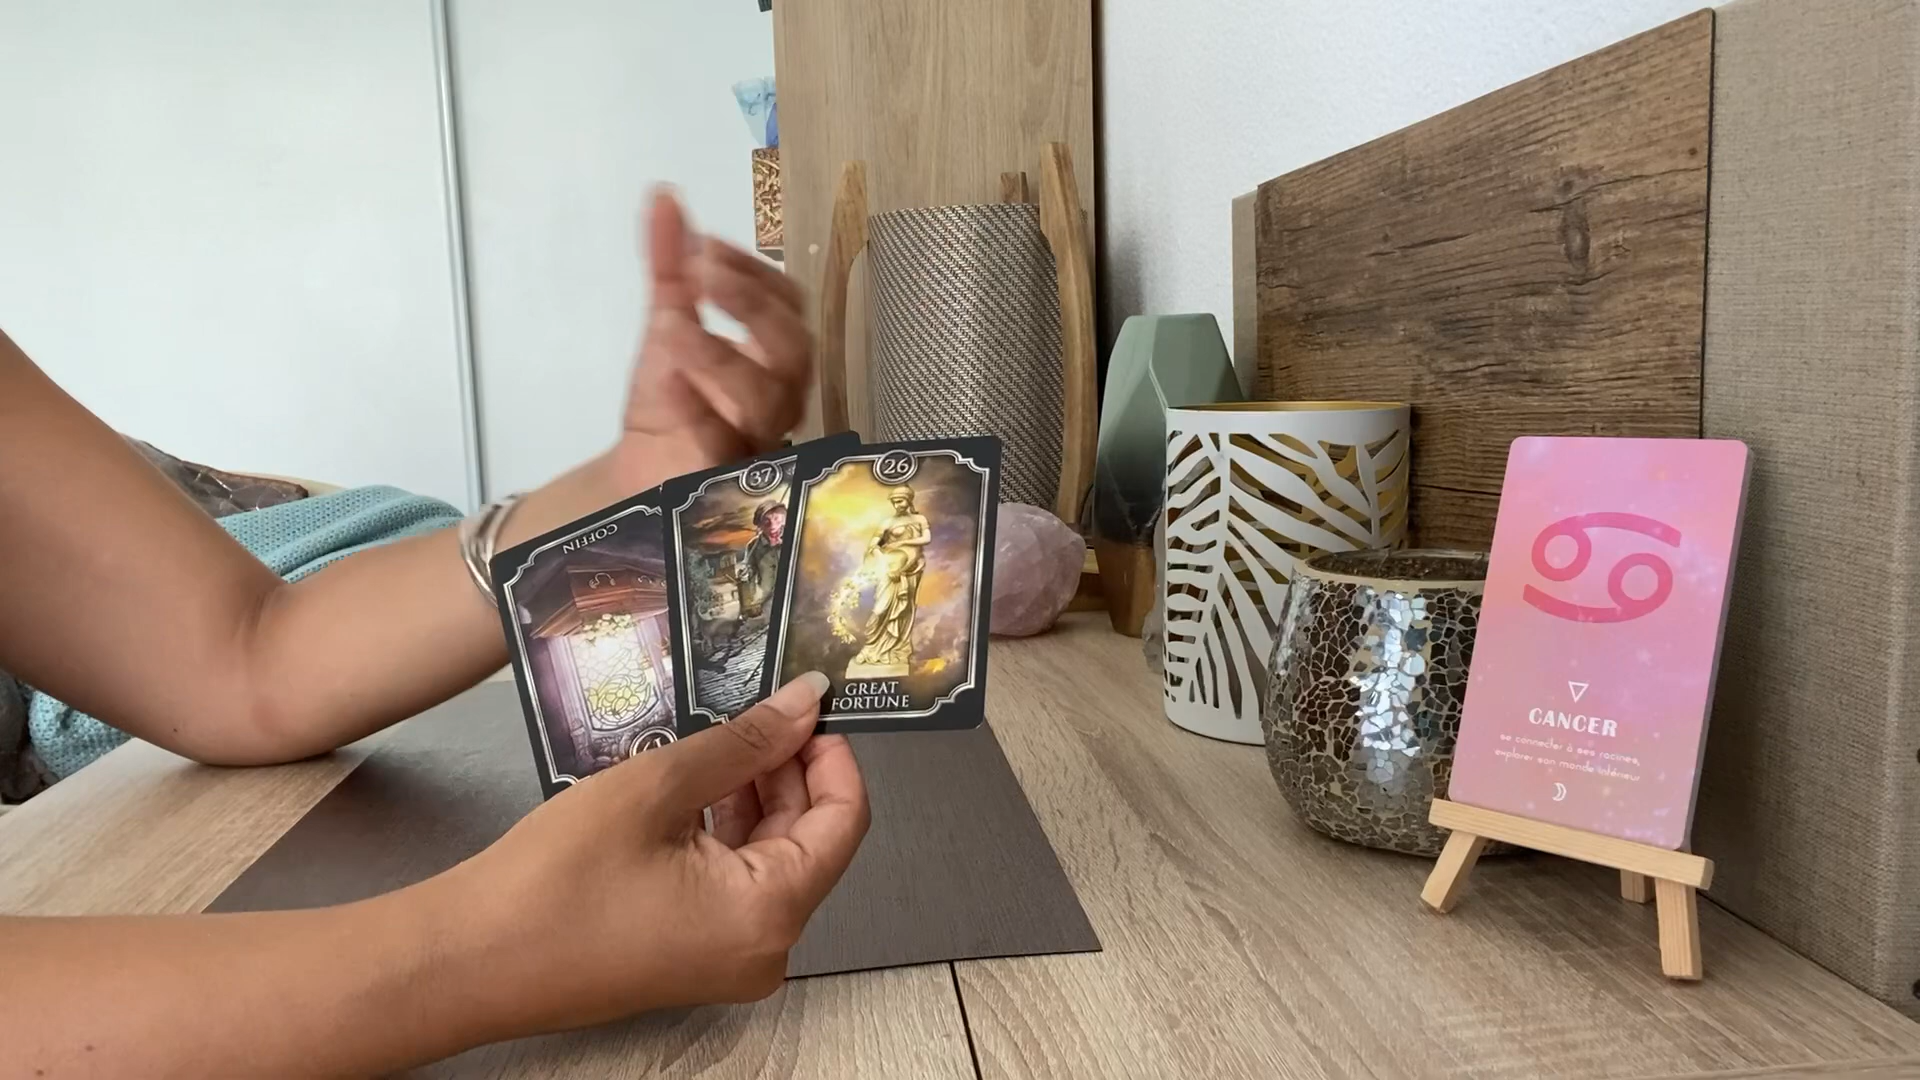 COFFIN
37
26
GREAT
FORTUNE
CANCER
se connecter à ses racines,
explorer son monde intérieur